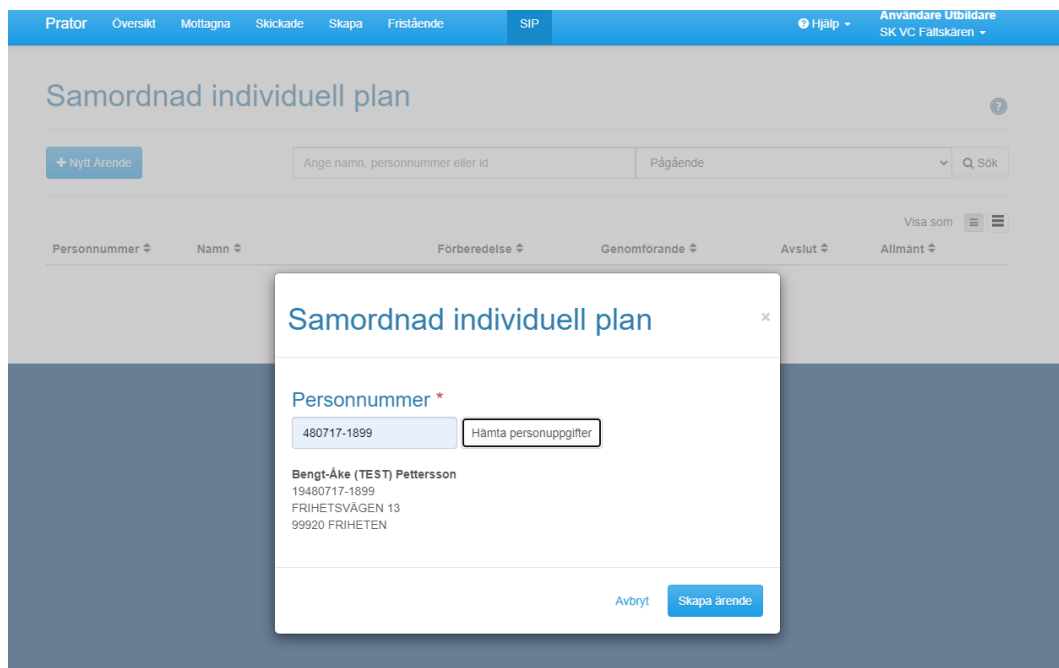 Prator Översikt Mottagna Skickade Skapa Fristående SIP Hjälp Användare Utbildare
SK VC Fältskären
Samordnad individuell plan
+ Nytt Ärende Ange namn, personnummer eller id Pågående Sök
Visa som
Personnummer Namn Förberedelse Genomförande Avslut Allmänt
Samordnad individuell plan ×
Personnummer *
480717-1899 Hämta personuppgifter
Bengt-Åke (TEST) Pettersson
19480717-1899
FRIHETSVÄGEN 13
99920 FRIHETEN
Avbryt Skapa ärende